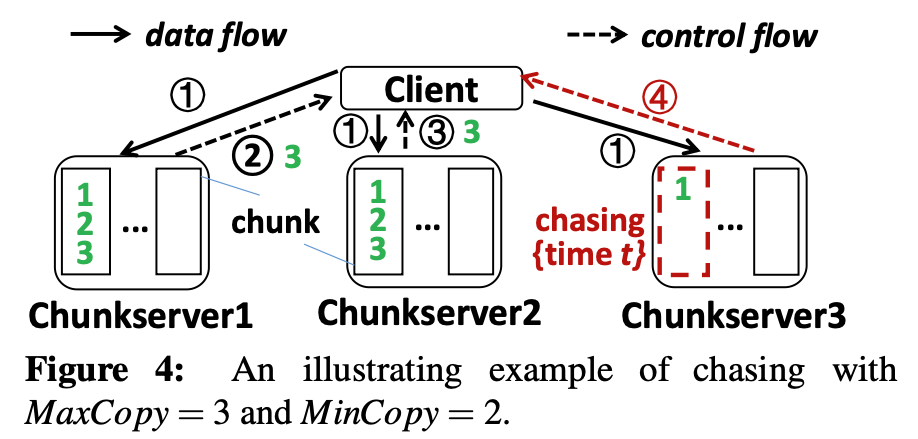 data flow
control flow
Client
①
④
① ③ 3
①
② 3
1
2
3
...
chunk
1
2
3
...
chasing
{time t}
1
...
Chunkserver1
Chunkserver2
Chunkserver3
Figure 4: An illustrating example of chasing with
MaxCopy = 3 and MinCopy = 2.